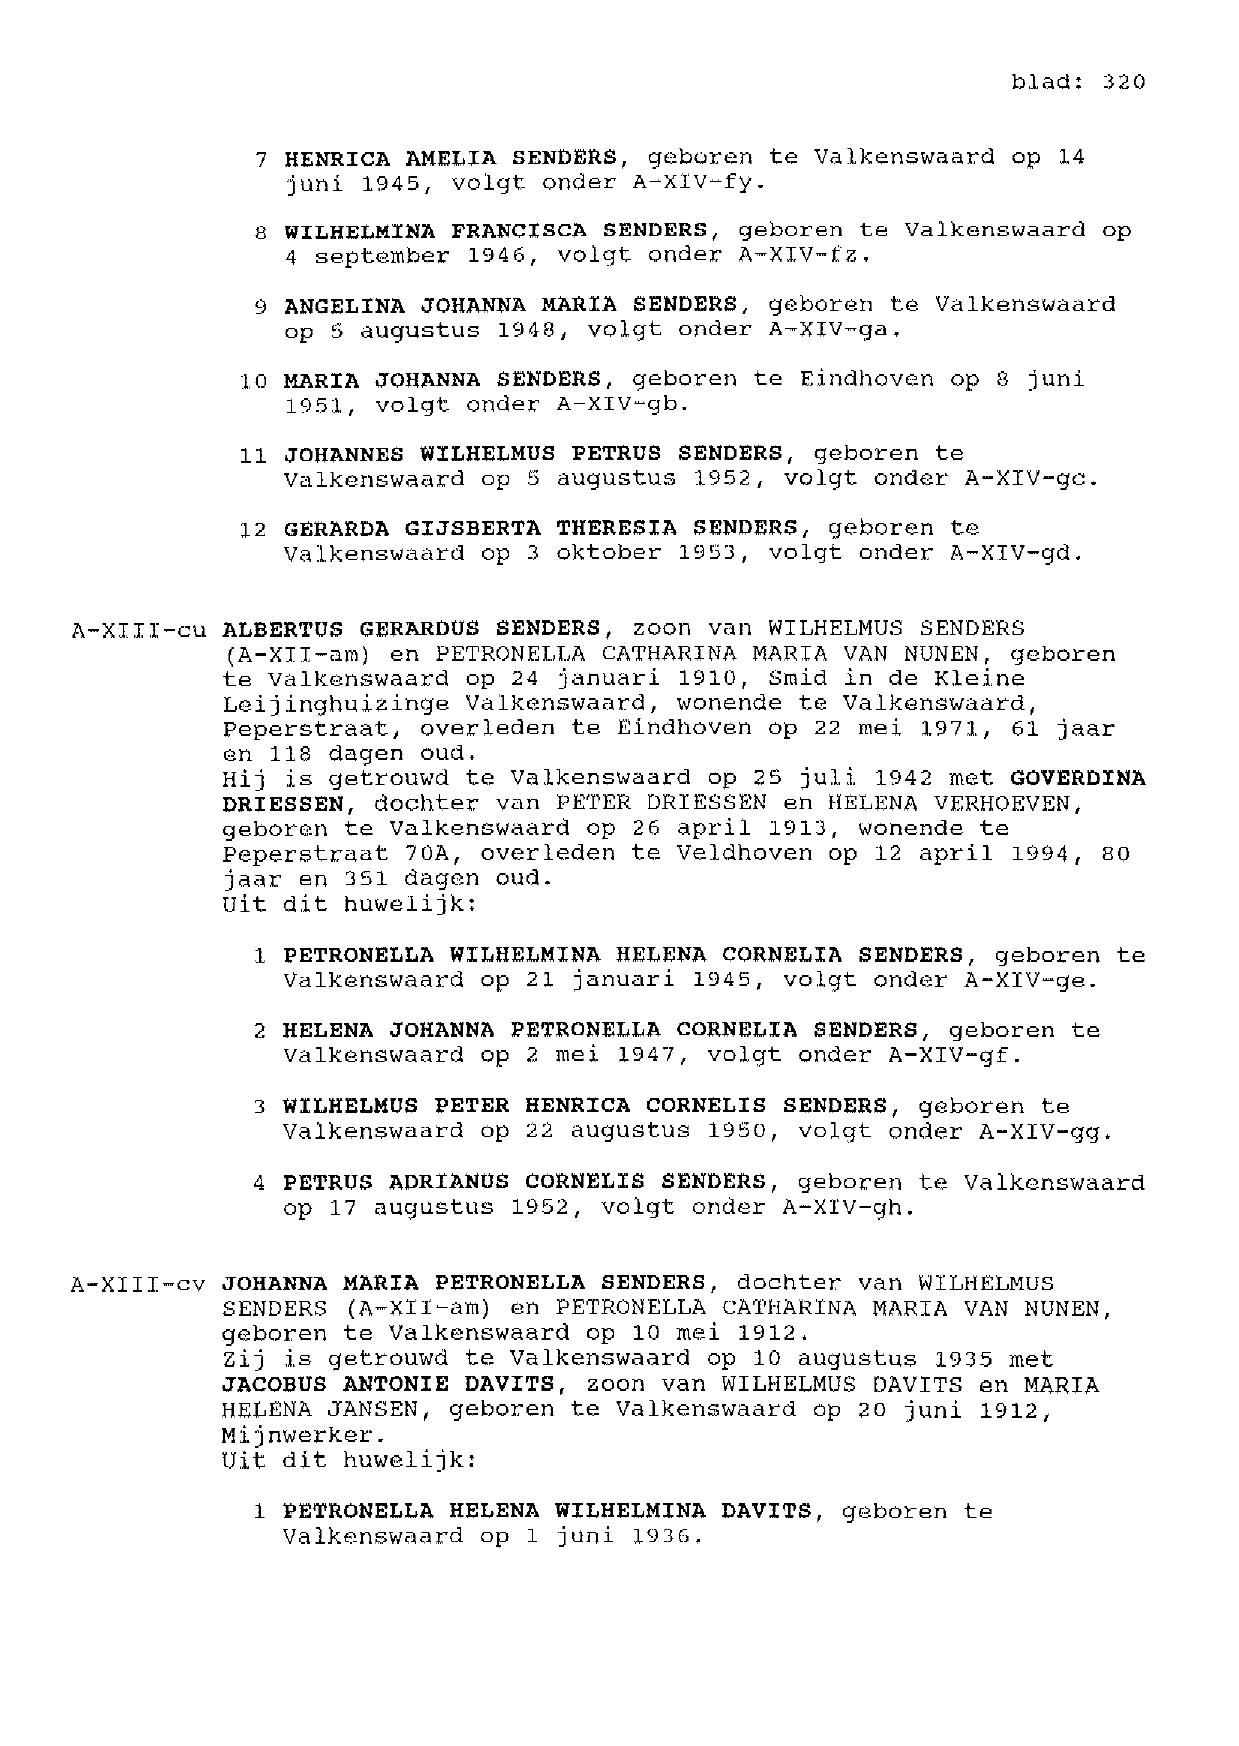 blad: 320
7 HENRICA AMELIA SENDERS, geboren te Valkenswaard op 14
juni 1945, volgt onder A-XIV-fy.
8 WILHELMINA FRANCISCA SENDERS, geboren te Valkenswaard op
4 september 1946, volgt onder A-XIV-fz.
9 ANGELINA JOHANNA MARIA SENDERS, geboren te Valkenswaard
op 5 augustus 1948, volgt onder A-XIV-ga.
10 MARIA JOHANNA SENDERS, geboren te Eindhoven op 8 juni
1951, volgt onder A-XIV-gb.
11 JOHANNES WILHELMUS PETRUS SENDERS, geboren te
Valkenswaard op 5 augustus 1952, volgt onder A-XIV-gc.
12 GERARDA GIJSBERTA THERESIA SENDERS, geboren te
Valkenswaard op 3 oktober 1953, volgt onder A-XIV-gd.
A-XIII-cu ALBERTUS GERARDUS SENDERS, zoon van WILHELMUS SENDERS
(A-XII-am) en PETRONELLA CATHARINA MARIA VAN NUNEN, geboren
te Valkenswaard op 24 januari 1910, Smid in de Kleine
Leijinghuizinge Valkenswaard, wonende te Valkenswaard,
Peperstraat, overleden te Eindhoven op 22 mei 1971, 61 jaar
en 118 dagen oud.
Hij is getrouwd te Valkenswaard op 25 juli 1942 met GOVERDINA
DRIESSEN, dochter van PETER DRIESSEN en HELENA VERHOEVEN,
geboren te Valkenswaard op 26 april 1913, wonende te
Peperstraat 70A, overleden te Veldhoven op 12 april 1994, 80
jaar en 351 dagen oud.
Uit dit huwelijk:
1 PETRONELLA WILHELMINA HELENA CORNELIA SENDERS, geboren te
Valkenswaard op 21 januari 1945, volgt onder A-XIV-ge.
2 HELENA JOHANNA PETRONELLA CORNELIA SENDERS, geboren te
Valkenswaard op 2 mei 1947, volgt onder A-XIV-gf.
3 WILHELMUS PETER HENRICA CORNELIS SENDERS, geboren te
Valkenswaard op 22 augustus 1950, volgt onder A-XIV-gg.
4 PETRUS ADRIANUS CORNELIS SENDERS, geboren te Valkenswaard
op 17 augustus 1952, volgt onder A-XIV-gh.
A-XIII-cv JOHANNA MARIA PETRONELLA SENDERS, dochter van WILHELMUS
SENDERS (A-XII-am) en PETRONELLA CATHARINA MARIA VAN NUNEN,
geboren te Valkenswaard op 10 mei 1912.
Zij is getrouwd te Valkenswaard op 10 augustus 1935 met
JACOBUS ANTONIE DAVITS, zoon van WILHELMUS DAVITS en MARIA
HELENA JANSEN, geboren te Valkenswaard op 20 juni 1912,
Mijnwerker.
Uit dit huwelijk:
1 PETRONELLA HELENA WILHELMINA DAVITS, geboren te
Valkenswaard op 1 juni 1936.